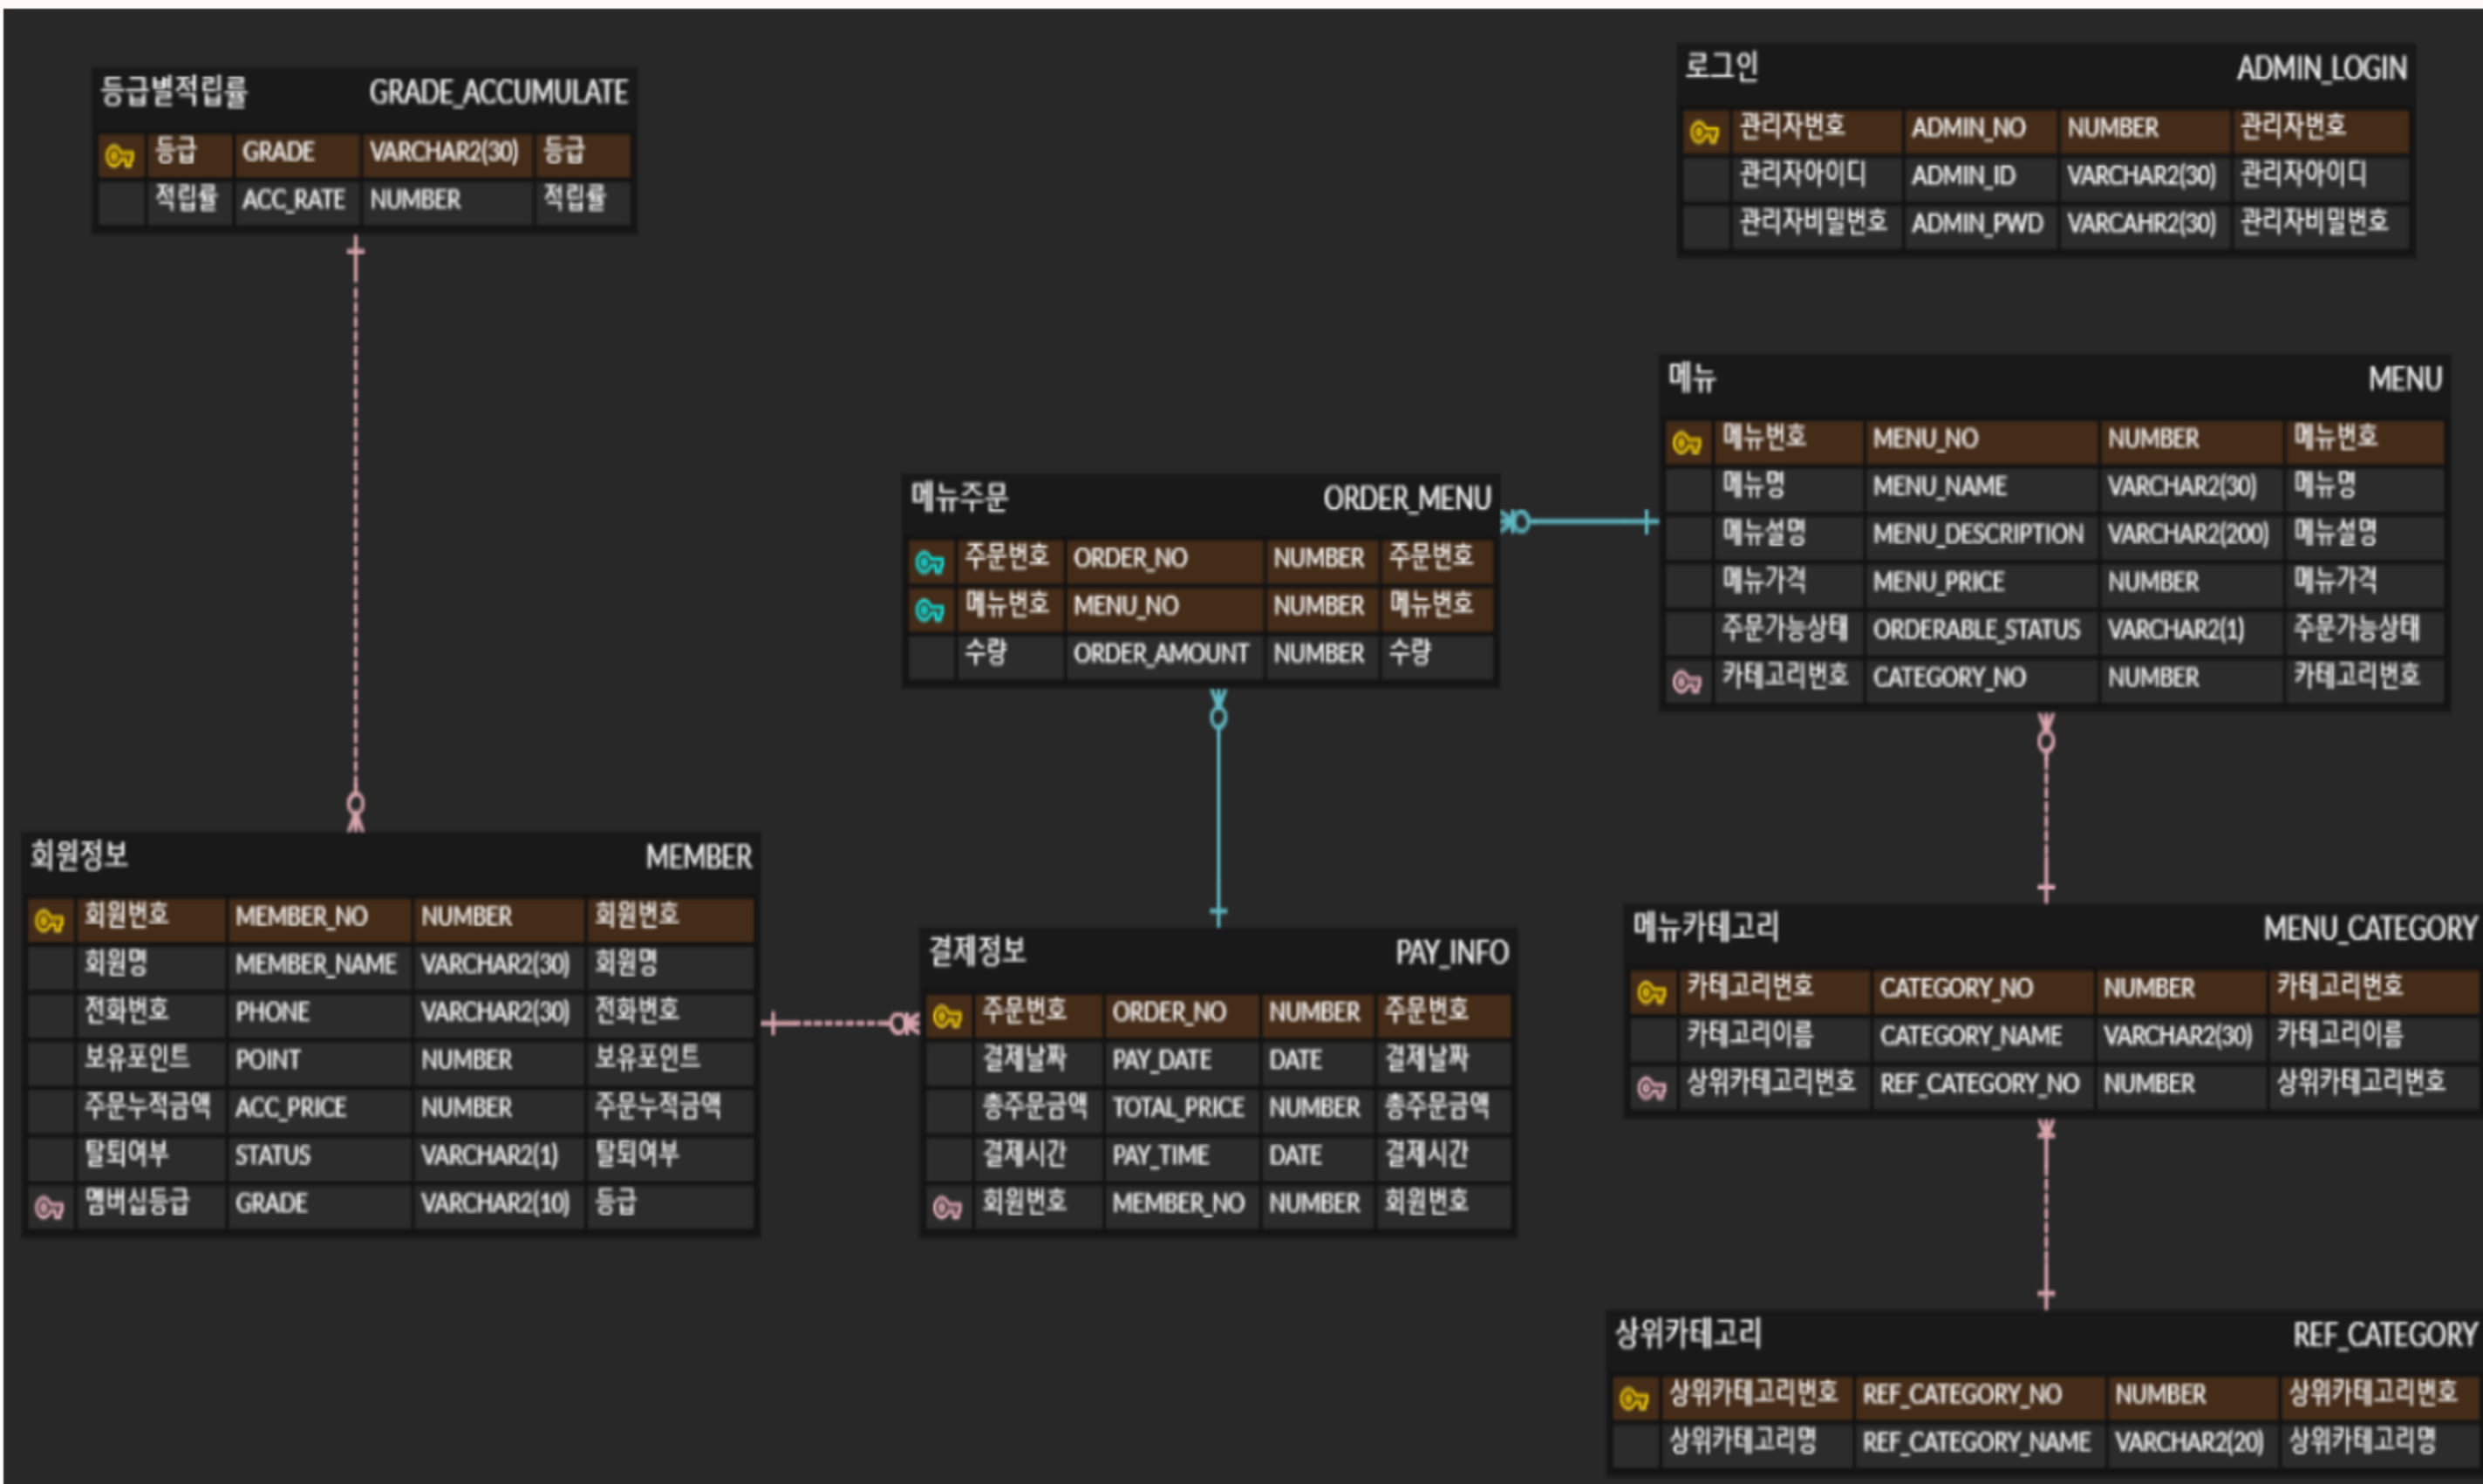 등급별적립률 GRADE_ACCUMULATE
등급 GRADE VARCHAR2(30) 등급
적립률 ACC_RATE NUMBER 적립률
로그인 ADMIN_LOGIN
관리자번호 ADMIN_NO NUMBER 관리자번호
관리자아이디 ADMIN_ID VARCHAR2(30) 관리자아이디
관리자비밀번호 ADMIN_PWD VARCAHR2(30) 관리자비밀번호
메뉴 MENU
메뉴번호 MENU_NO NUMBER 메뉴번호
메뉴명 MENU_NAME VARCHAR2(30) 메뉴명
메뉴설명 MENU_DESCRIPTION VARCHAR2(200) 메뉴설명
메뉴가격 MENU_PRICE NUMBER 메뉴가격
주문가능상태 ORDERABLE_STATUS VARCHAR2(1) 주문가능상태
카테고리번호 CATEGORY_NO NUMBER 카테고리번호
메뉴주문 ORDER_MENU
주문번호 ORDER_NO NUMBER 주문번호
메뉴번호 MENU_NO NUMBER 메뉴번호
수량 ORDER_AMOUNT NUMBER 수량
회원정보 MEMBER
회원번호 MEMBER_NO NUMBER 회원번호
회원명 MEMBER_NAME VARCHAR2(30) 회원명
전화번호 PHONE VARCHAR2(30) 전화번호
보유포인트 POINT NUMBER 보유포인트
주문누적금액 ACC_PRICE NUMBER 주문누적금액
탈퇴여부 STATUS VARCHAR2(1) 탈퇴여부
멤버십등급 GRADE VARCHAR2(10) 등급
결제정보 PAY_INFO
주문번호 ORDER_NO NUMBER 주문번호
결제날짜 PAY_DATE DATE 결제날짜
총주문금액 TOTAL_PRICE NUMBER 총주문금액
결제시간 PAY_TIME DATE 결제시간
회원번호 MEMBER_NO NUMBER 회원번호
메뉴카테고리 MENU_CATEGORY
카테고리번호 CATEGORY_NO NUMBER 카테고리번호
카테고리이름 CATEGORY_NAME VARCHAR2(30) 카테고리이름
상위카테고리번호 REF_CATEGORY_NO NUMBER 상위카테고리번호
상위카테고리 REF_CATEGORY
상위카테고리번호 REF_CATEGORY_NO NUMBER 상위카테고리번호
상위카테고리명 REF_CATEGORY_NAME VARCHAR2(20) 상위카테고리명